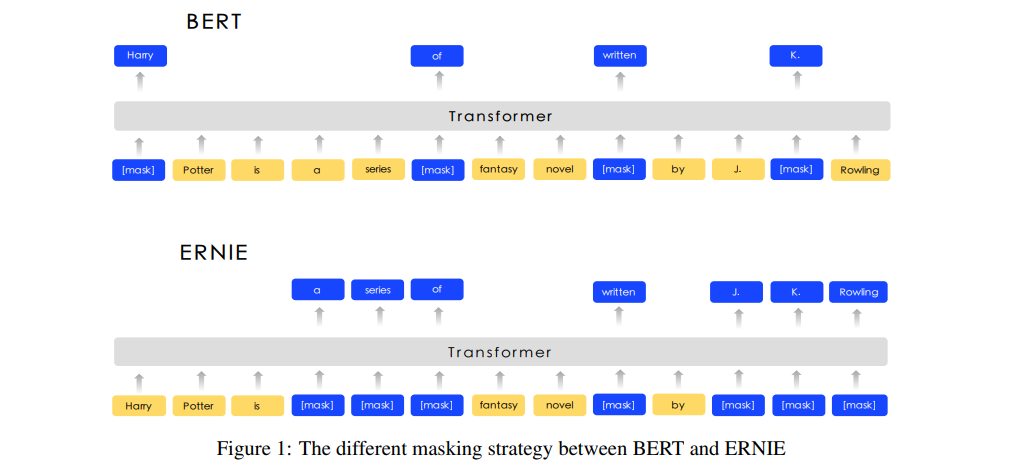 BERT
Harry of written K.
Transformer
[mask] Potter is a series [mask] fantasy novel [mask] by J. [mask] Rowling
ERNIE
a series of written J. K. Rowling
Transformer
Harry Potter is [mask] [mask] [mask] fantasy novel [mask] by [mask] [mask] [mask]
Figure 1: The different masking strategy between BERT and ERNIE